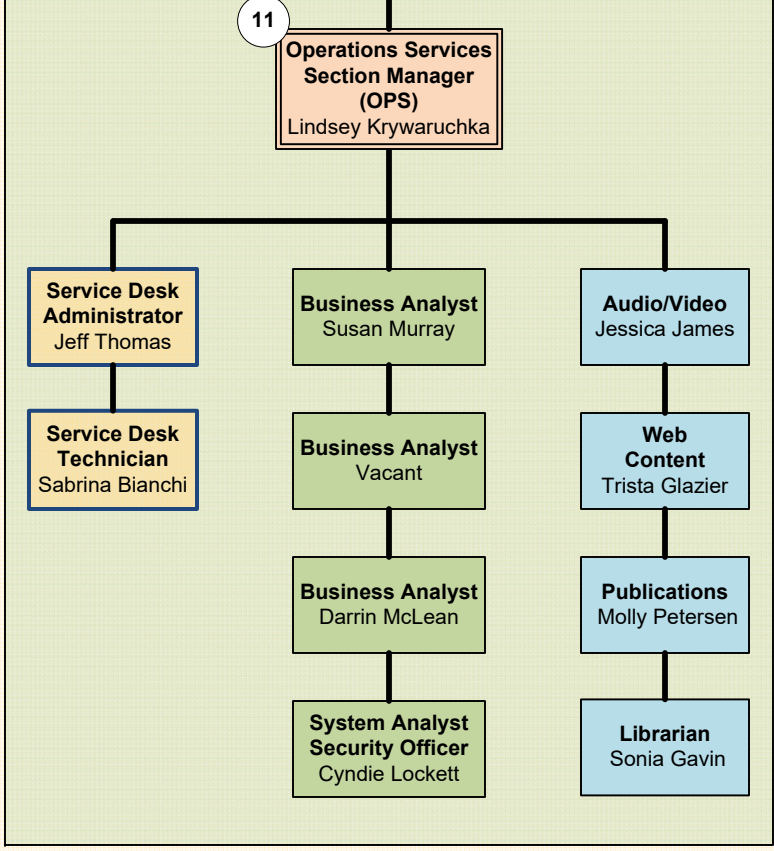 11
Operations Services
Section Manager
(OPS)
Lindsey Krywaruchka
Service Desk
Administrator
Jeff Thomas
Service Desk
Technician
Sabrina Bianchi
Business Analyst
Susan Murray
Business Analyst
Vacant
Business Analyst
Darrin McLean
System Analyst
Security Officer
Cyndie Lockett
Audio/Video
Jessica James
Web
Content
Trista Glazier
Publications
Molly Petersen
Librarian
Sonia Gavin